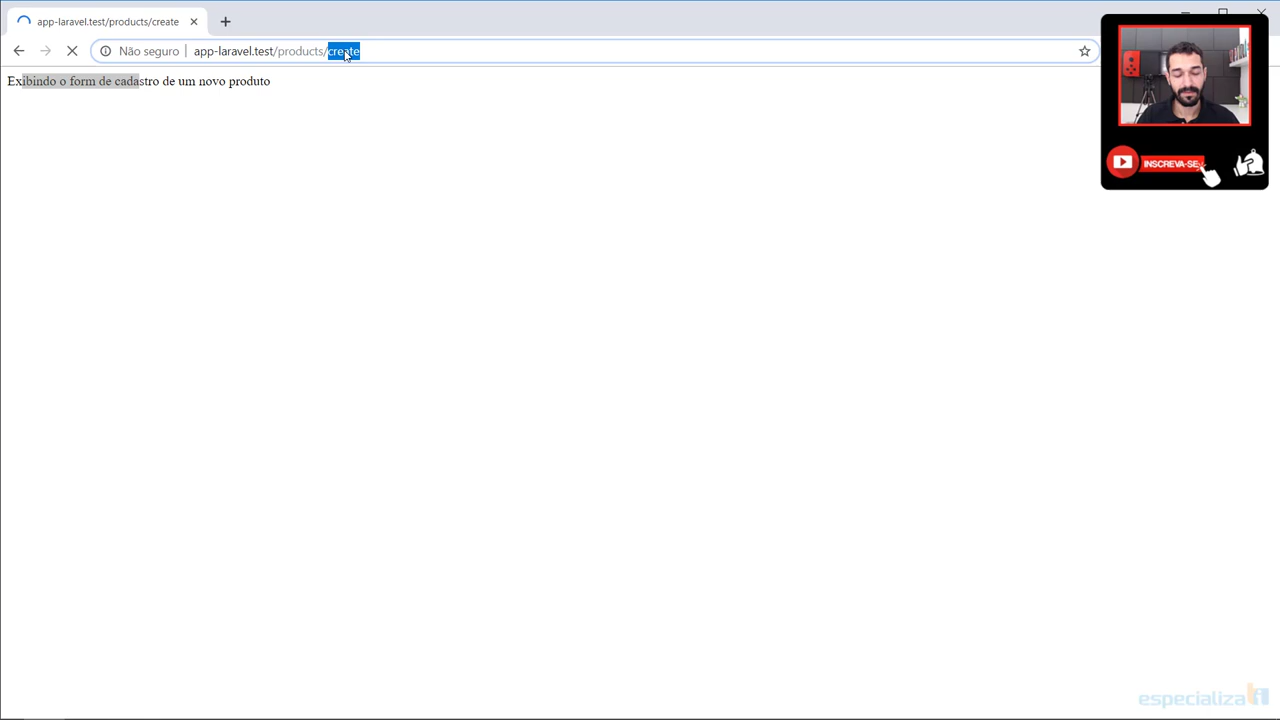 app-laravel.test/products/create
Não seguro
app-laravel.test/products/create
Exibindo o form de cadastro de um novo produto
INSCREVA-SE
especializati